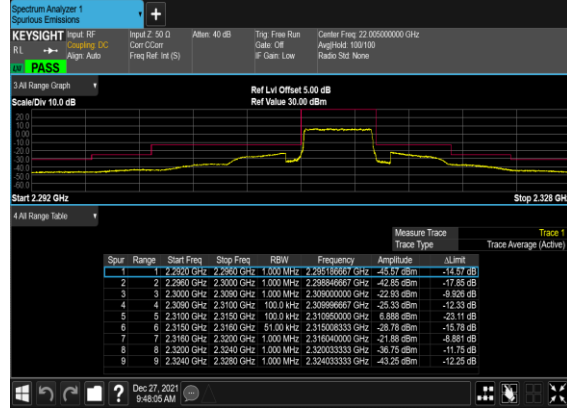 Spectrum Analyzer 1
Spurious Emissions
KEYSIGHT Input: RF Input Z: 50 Ω Atten: 40 dB Trig: Free Run Center Freq: 22.005000000 GHz
RL Coupling: DC Corr CCorr Gate: Off Avg|Hold: 100/100
Align: Auto Freq Ref: Int (S) IF Gain: Low Radio Std: None
LW PASS
3 All Range Graph
Ref Lvl Offset 5.00 dB
Scale/Div 10.0 dB Ref Value 30.00 dBm
20.0
10.0
0.00
-10.0
-20.0
-30.0
-40.0
-50.0
-60.0
Start 2.292 GHz Stop 2.328 GH
4 All Range Table
Measure Trace Trace 1
Trace Type Trace Average (Active)
Spur Range Start Freq Stop Freq RBW Frequency Amplitude ΔLimit
1 1 2.2920 GHz 2.2960 GHz 1.000 MHz 2.295186667 GHz -45.57 dBm -14.57 dB
2 2 2.2960 GHz 2.3000 GHz 1.000 MHz 2.298846667 GHz -42.85 dBm -17.85 dB
3 3 2.3000 GHz 2.3090 GHz 1.000 MHz 2.309000000 GHz -22.93 dBm -9.926 dB
4 4 2.3090 GHz 2.3100 GHz 100.0 kHz 2.309996667 GHz -25.33 dBm -12.33 dB
5 5 2.3100 GHz 2.3150 GHz 100.0 kHz 2.310950000 GHz 6.888 dBm -23.11 dB
6 6 2.3150 GHz 2.3160 GHz 51.00 kHz 2.315008333 GHz -28.78 dBm -15.78 dB
7 7 2.3160 GHz 2.3200 GHz 1.000 MHz 2.316040000 GHz -21.88 dBm -8.881 dB
8 8 2.3200 GHz 2.3240 GHz 1.000 MHz 2.320033333 GHz -36.75 dBm -11.75 dB
9 9 2.3240 GHz 2.3280 GHz 1.000 MHz 2.324033333 GHz -43.25 dBm -12.25 dB
Dec 27, 2021
9:48:05 AM